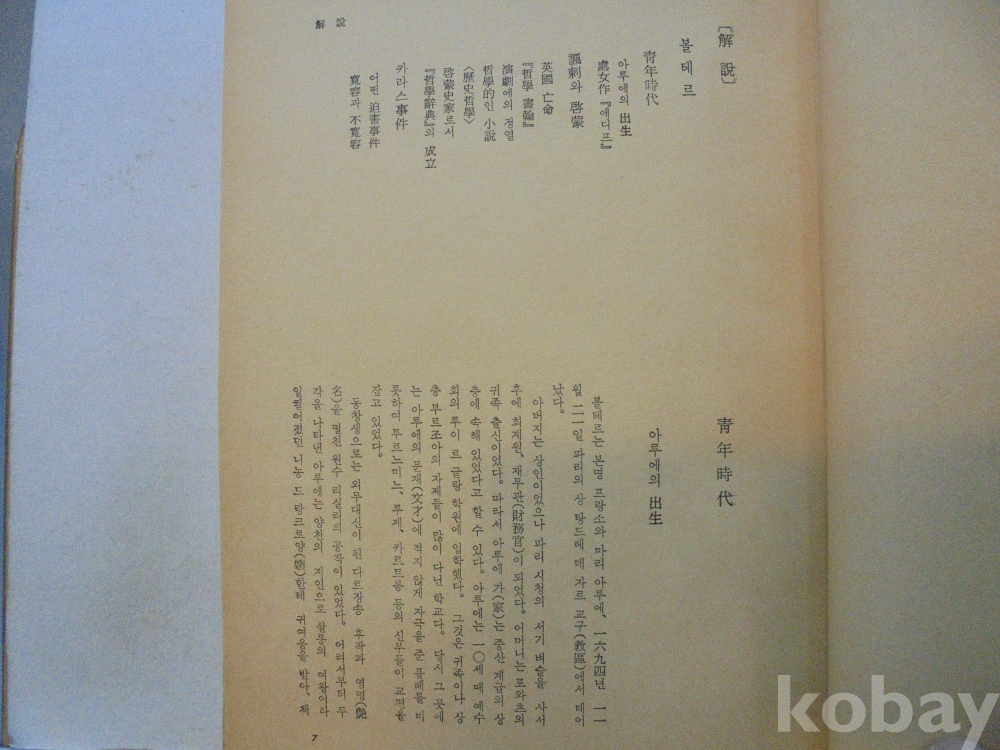 解 說
〔解 說〕
볼테르
靑年時代
아루에의 出生
處女作『에디프』
諷刺와 啓蒙
英國 亡命
『哲學 書翰』
演劇에의 정열
哲學的인 小說
〈歷史哲學〉
啓蒙史家로서
『哲學辭典』의 成立
카라스事件
어떤 迫害事件
寬容과 不寬容
靑年時代
아루에의 出生
볼테르는 본명 프랑소와 마리 아루에, 一六九四년 一一
월 二一일 파리의 상 탕드레 데 자르 교구(敎區)에서 태어
났다.
아버지는 상인이었으나 파리 시청의 서기 벼슬을 사서
후에 회계원, 재무관(財務官)이 되었다. 어머니는 포와츠의
귀족 출신이었다. 따라서 아루에 가(家)는 중산 계급의 상
층에 속해 있었다고 할 수 있다. 아루에는 一○세 때 예수
회의 루이 르 글랑 학원에 입학했다. 그것은 귀족이나 상
층 부르조아의 자제들이 많이 다닌 학교다. 당시 그 곳에
는 아루에의 문재(文才)에 적지 않게 자극을 준 플레를 비
롯하여 투르느미느, 루제, 카르트릉 등의 신부들이 교편을
잡고 있었다.
동창생으로는 외무대신이 된 다르장송 후작과 염명(艶
名)을 떨친 원수 리실리의 공작이 있었다. 어려서부터 두
각을 나타낸 아루에는 양친의 지인으로 살롱의 여왕이라
일컬어졌던 니농 드 랑크로양(孃)한테 귀여움을 받아, 책
7
kobay